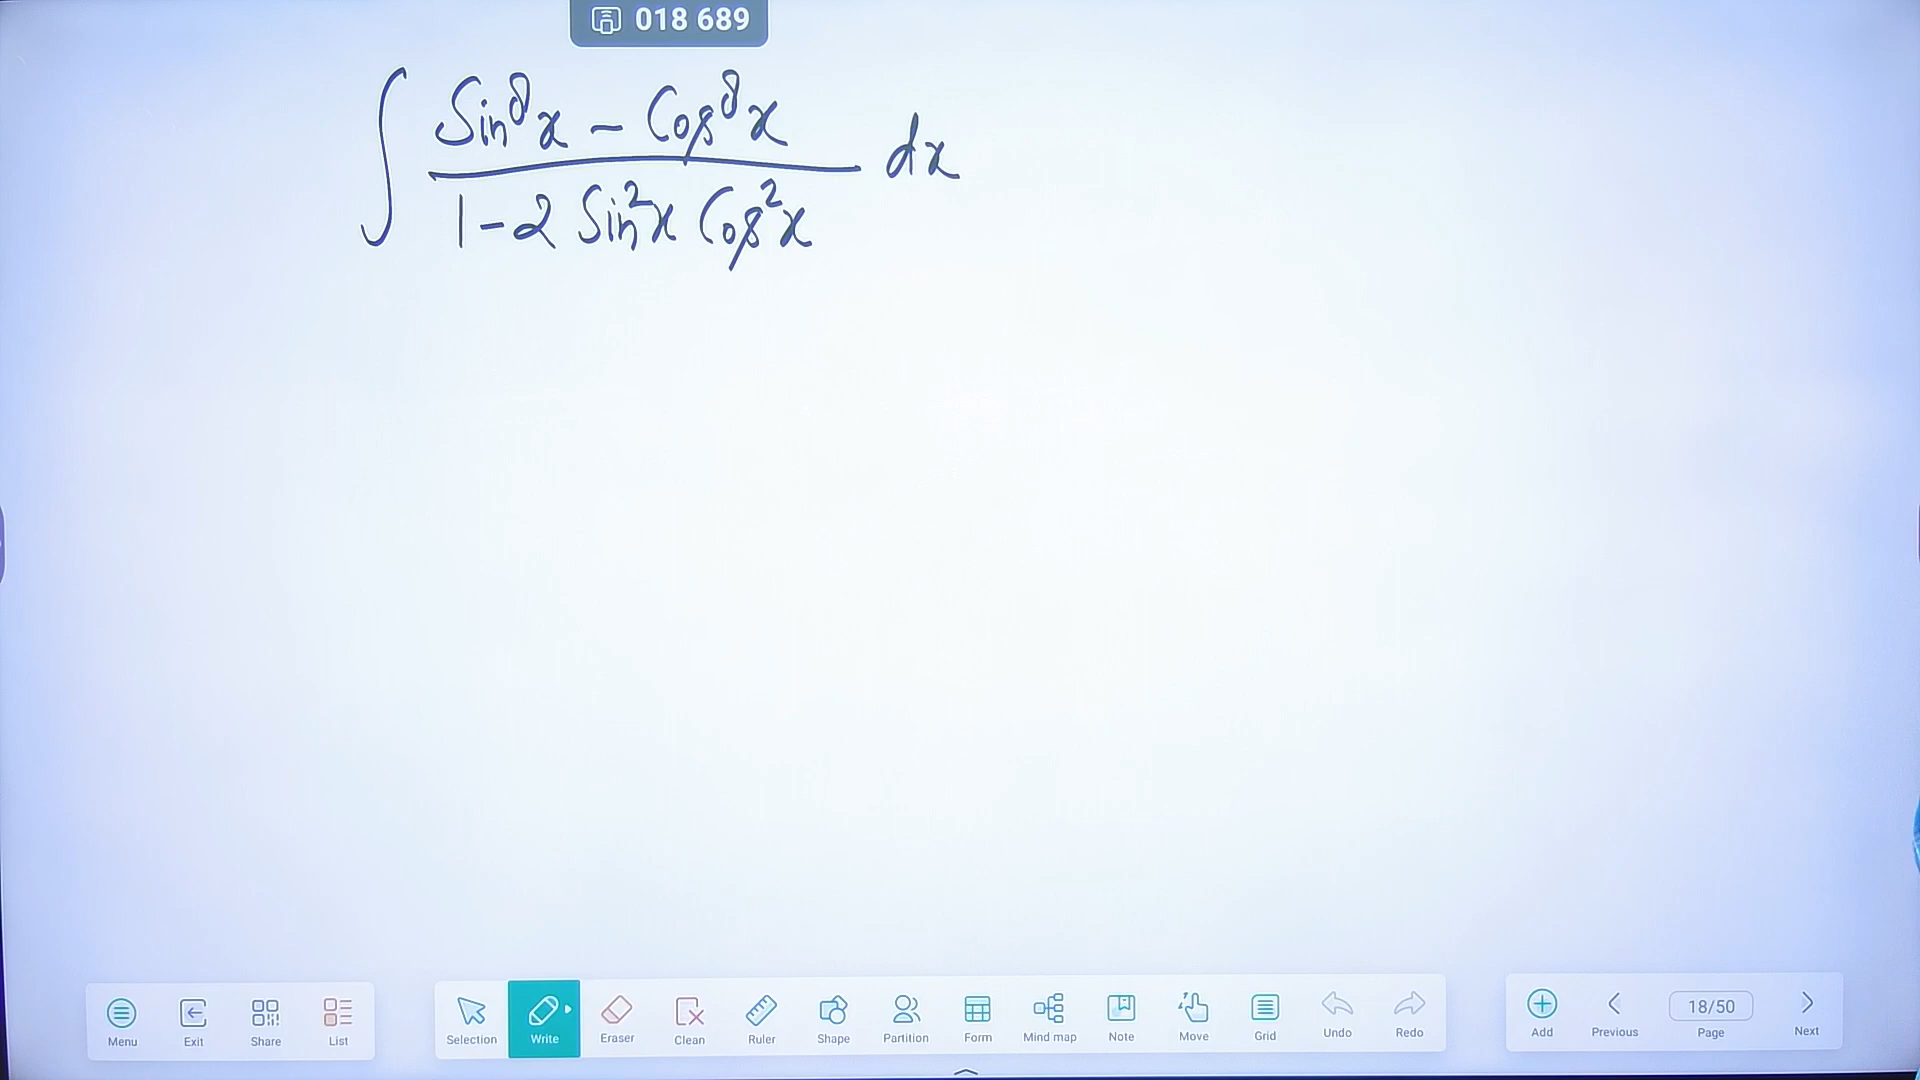 018 689
∫ (Sin⁸x − Cos⁸x) / (1 − 2 Sin²x Cos²x) dx
Menu Exit Share List Selection Write Eraser Clean Ruler Shape Partition Form Mind map Note Move Grid Undo Redo Add Previous 18/50 Page Next